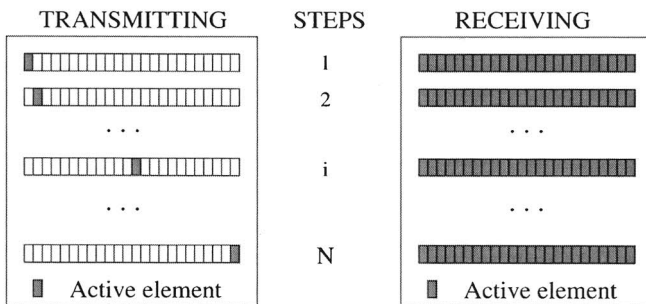 TRANSMITTING STEPS RECEIVING
1
2
. . . . . .
i
. . . . . .
N
Active element Active element